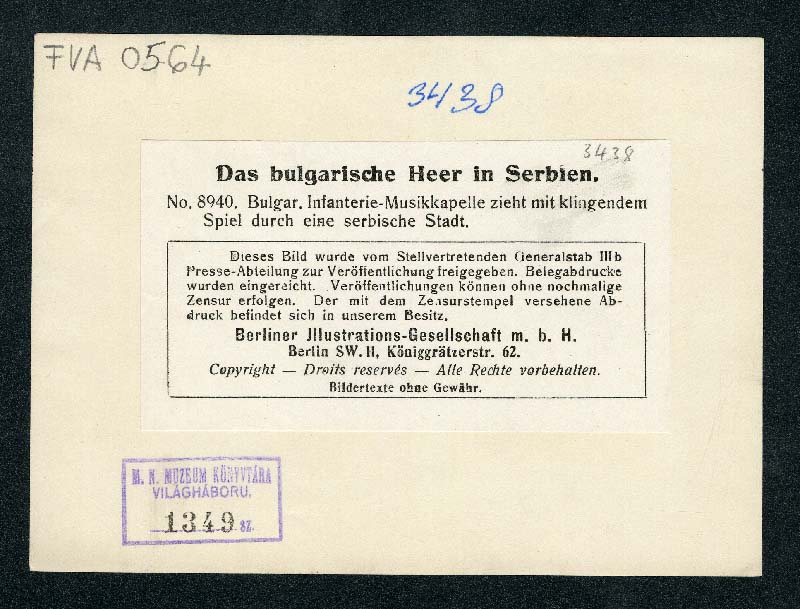 FVA 0564
3438
3438
Das bulgarische Heer in Serbien.
No. 8940. Bulgar. Infanterie-Musikkapelle zieht mit klingendem
Spiel durch eine serbische Stadt.
Dieses Bild wurde vom Stellvertretenden Generalstab IIIb
Presse-Abteilung zur Veröffentlichung freigegeben. Belegabdrucke
wurden eingereicht. Veröffentlichungen können ohne nochmalige
Zensur erfolgen. Der mit dem Zensurstempel versehene Ab-
druck befindet sich in unserem Besitz.
Berliner Jllustrations-Gesellschaft m. b. H.
Berlin SW. 11, Königgrätzerstr. 62.
Copyright — Droits reservés — Alle Rechte vorbehalten.
Bildertexte ohne Gewähr.
M. N. MUZEUM KÖNYVTÁRA
VILÁGHÁBORU.
1349 sz.